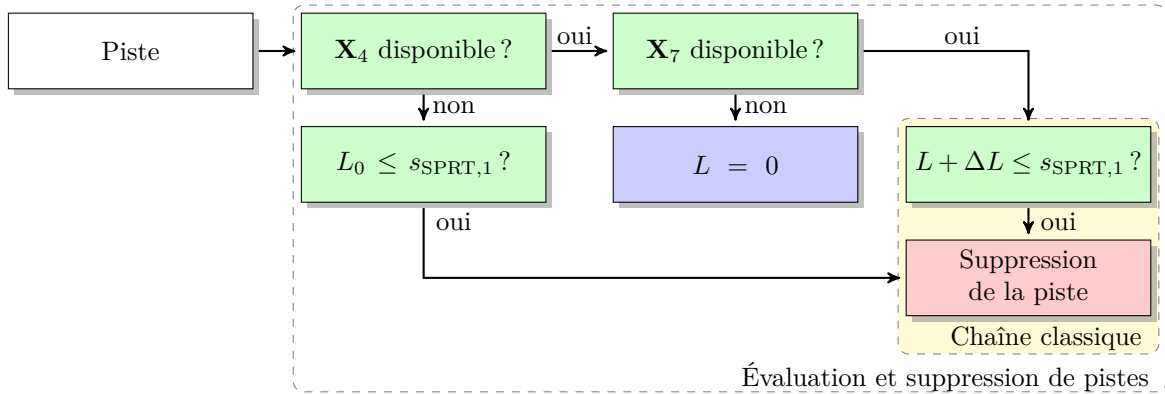 Piste
X₄ disponible ?
oui
X₇ disponible ?
oui
non
non
L₀ ≤ s_SPRT,1 ?
L = 0
L + ΔL ≤ s_SPRT,1 ?
oui
oui
Suppression
de la piste
Chaîne classique
Évaluation et suppression de pistes